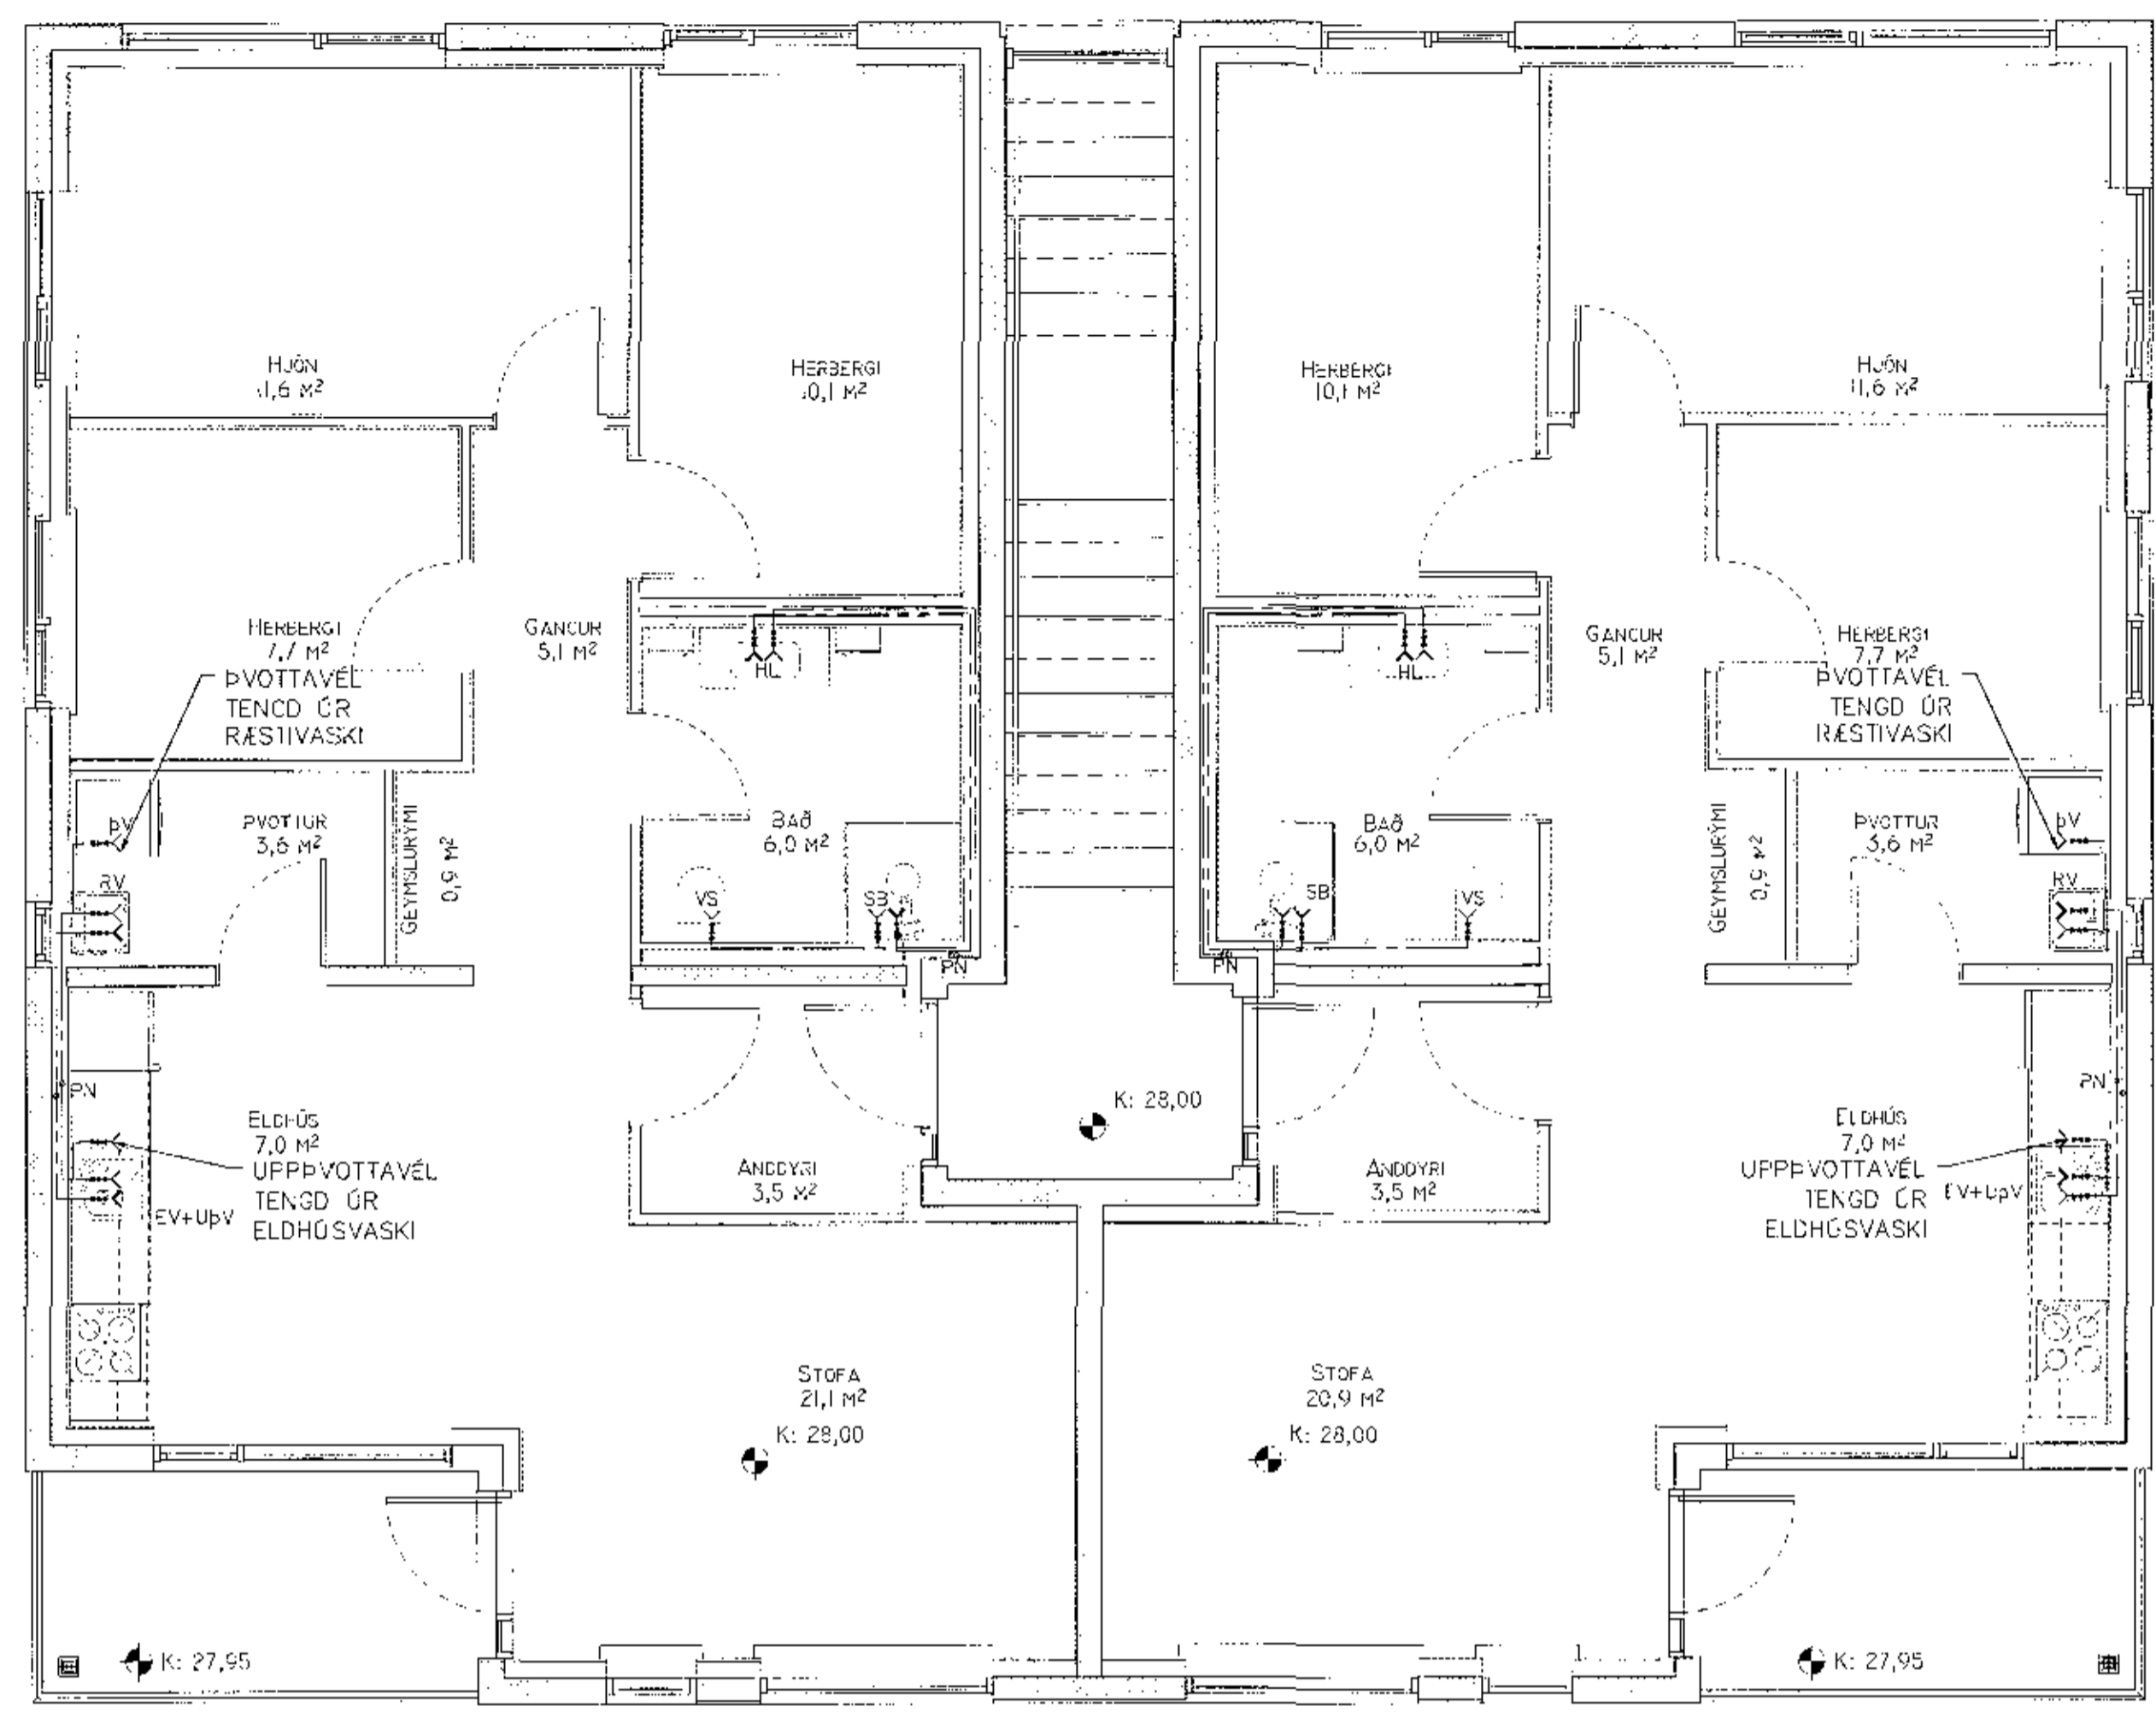 HJÓN
11,6 M²
HERBERGI
10,1 M²
HERBERGI
10,1 M²
HJÓN
11,6 M²
HERBERGI
7,7 M²
ÞVOTTAVÉL
TENGD ÚR
RÆSTIVASKI
GANGUR
5,1 M²
HL
HL
GANGUR
5,1 M²
HERBERGI
7,7 M²
ÞVOTTAVÉL
TENGD ÚR
RÆSTIVASKI
ÞV
RV
ÞVOTTUR
3,6 M²
GEYMSLURÝMI
0,9 M²
BAÐ
6,0 M²
VS
SB
PN
BAÐ
6,0 M²
SB
VS
PN
GEYMSLURÝMI
0,9 M²
ÞVOTTUR
3,6 M²
ÞV
RV
PN
ELDHÚS
7,0 M²
UPPÞVOTTAVÉL
TENGD ÚR
ELDHÚSVASKI
EV+UÞV
ANDDYRI
3,5 M²
K: 28,00
ANDDYRI
3,5 M²
PN
ELDHÚS
7,0 M²
UPPÞVOTTAVÉL
TENGD ÚR
ELDHÚSVASKI
EV+UÞV
STOFA
21,1 M²
K: 28,00
STOFA
20,9 M²
K: 28,00
K: 27,95
K: 27,95